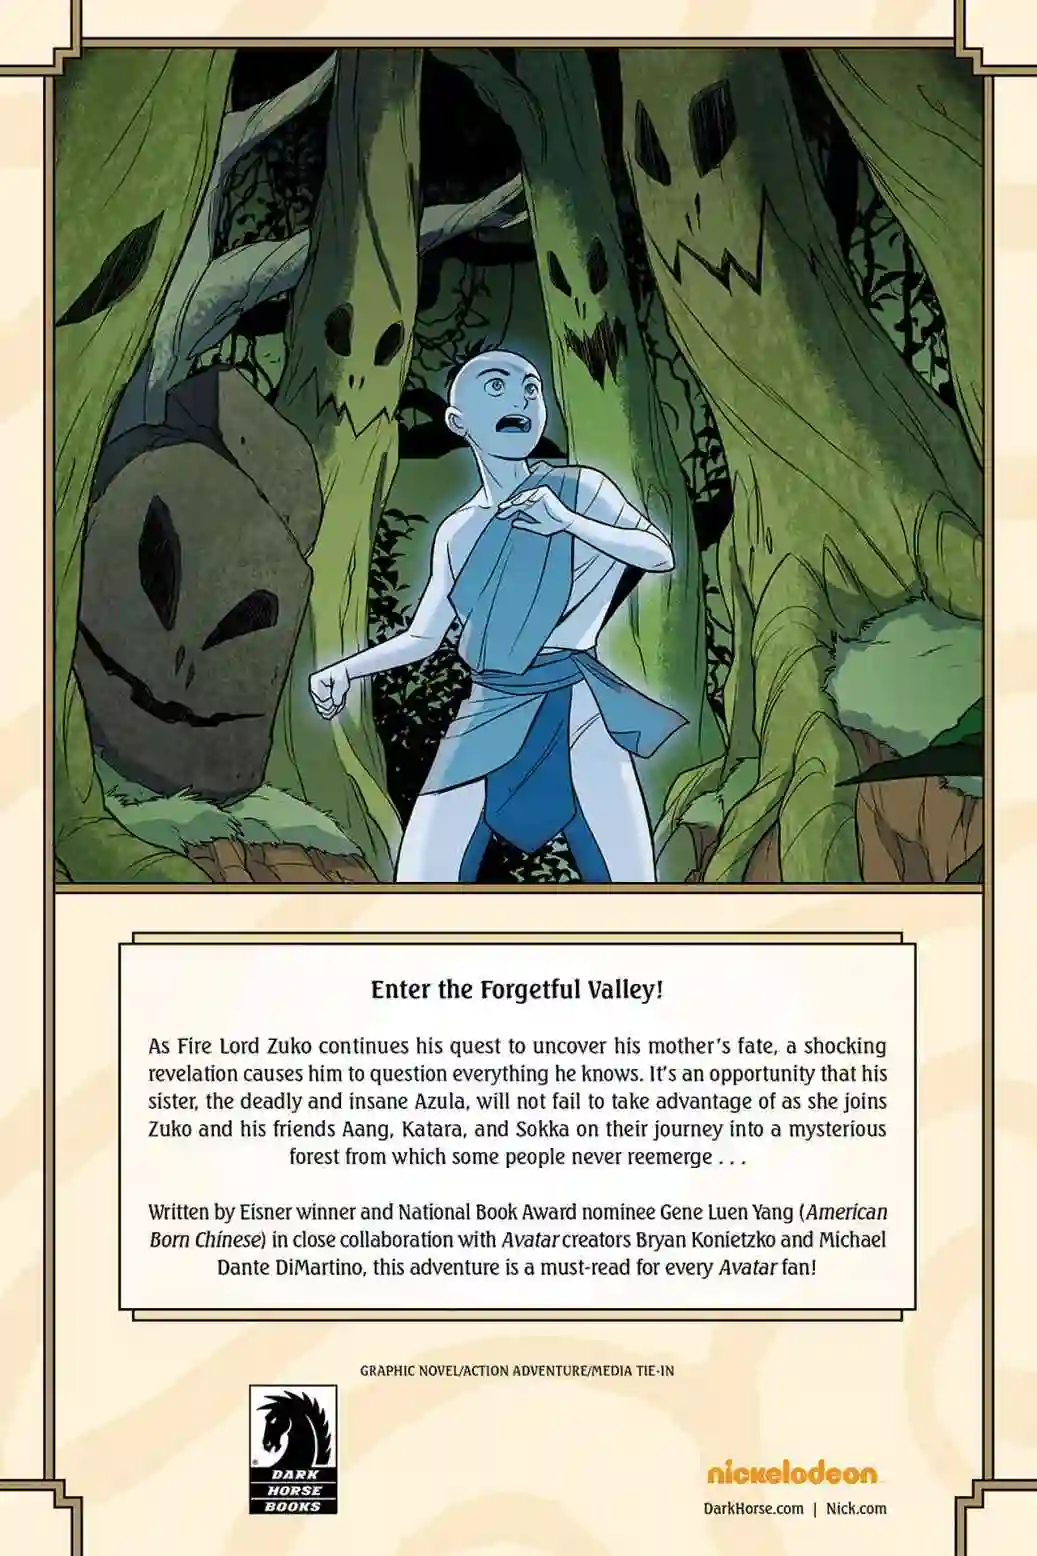 Enter the Forgetful Valley!
As Fire Lord Zuko continues his quest to uncover his mother's fate, a shocking
revelation causes him to question everything he knows. It's an opportunity that his
sister, the deadly and insane Azula, will not fail to take advantage of as she joins
Zuko and his friends Aang, Katara, and Sokka on their journey into a mysterious
forest from which some people never reemerge . . .
Written by Eisner winner and National Book Award nominee Gene Luen Yang (American
Born Chinese) in close collaboration with Avatar creators Bryan Konietzko and Michael
Dante DiMartino, this adventure is a must-read for every Avatar fan!
GRAPHIC NOVEL/ACTION ADVENTURE/MEDIA TIE-IN
®
DARK
HORSE
BOOKS
nickelodeon
DarkHorse.com | Nick.com